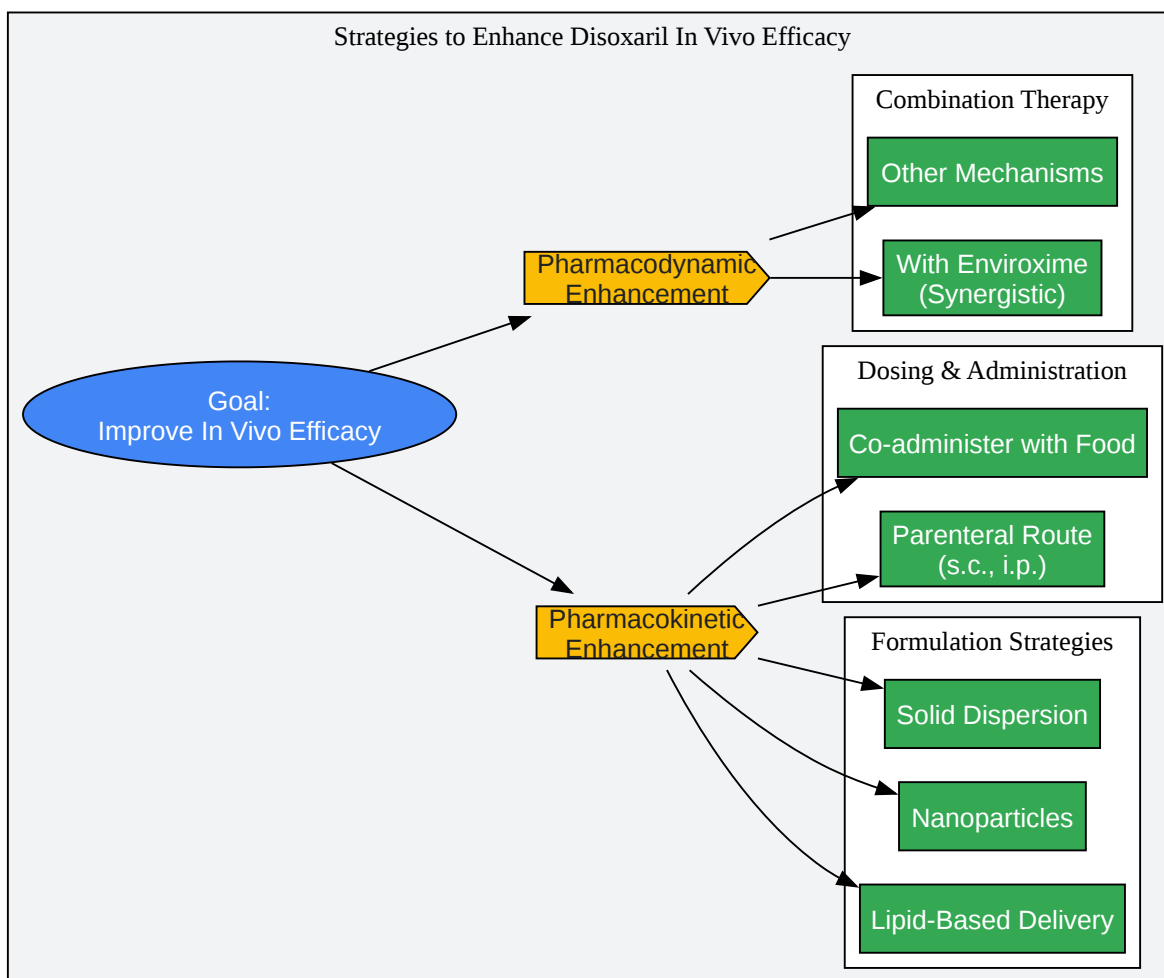 Strategies to Enhance Disoxaril In Vivo Efficacy
Combination Therapy
Other Mechanisms
With Enviroxime
(Synergistic)
Pharmacodynamic
Enhancement
Goal:
Improve In Vivo Efficacy
Dosing & Administration
Co-administer with Food
Parenteral Route
(s.c., i.p.)
Pharmacokinetic
Enhancement
Formulation Strategies
Solid Dispersion
Nanoparticles
Lipid-Based Delivery